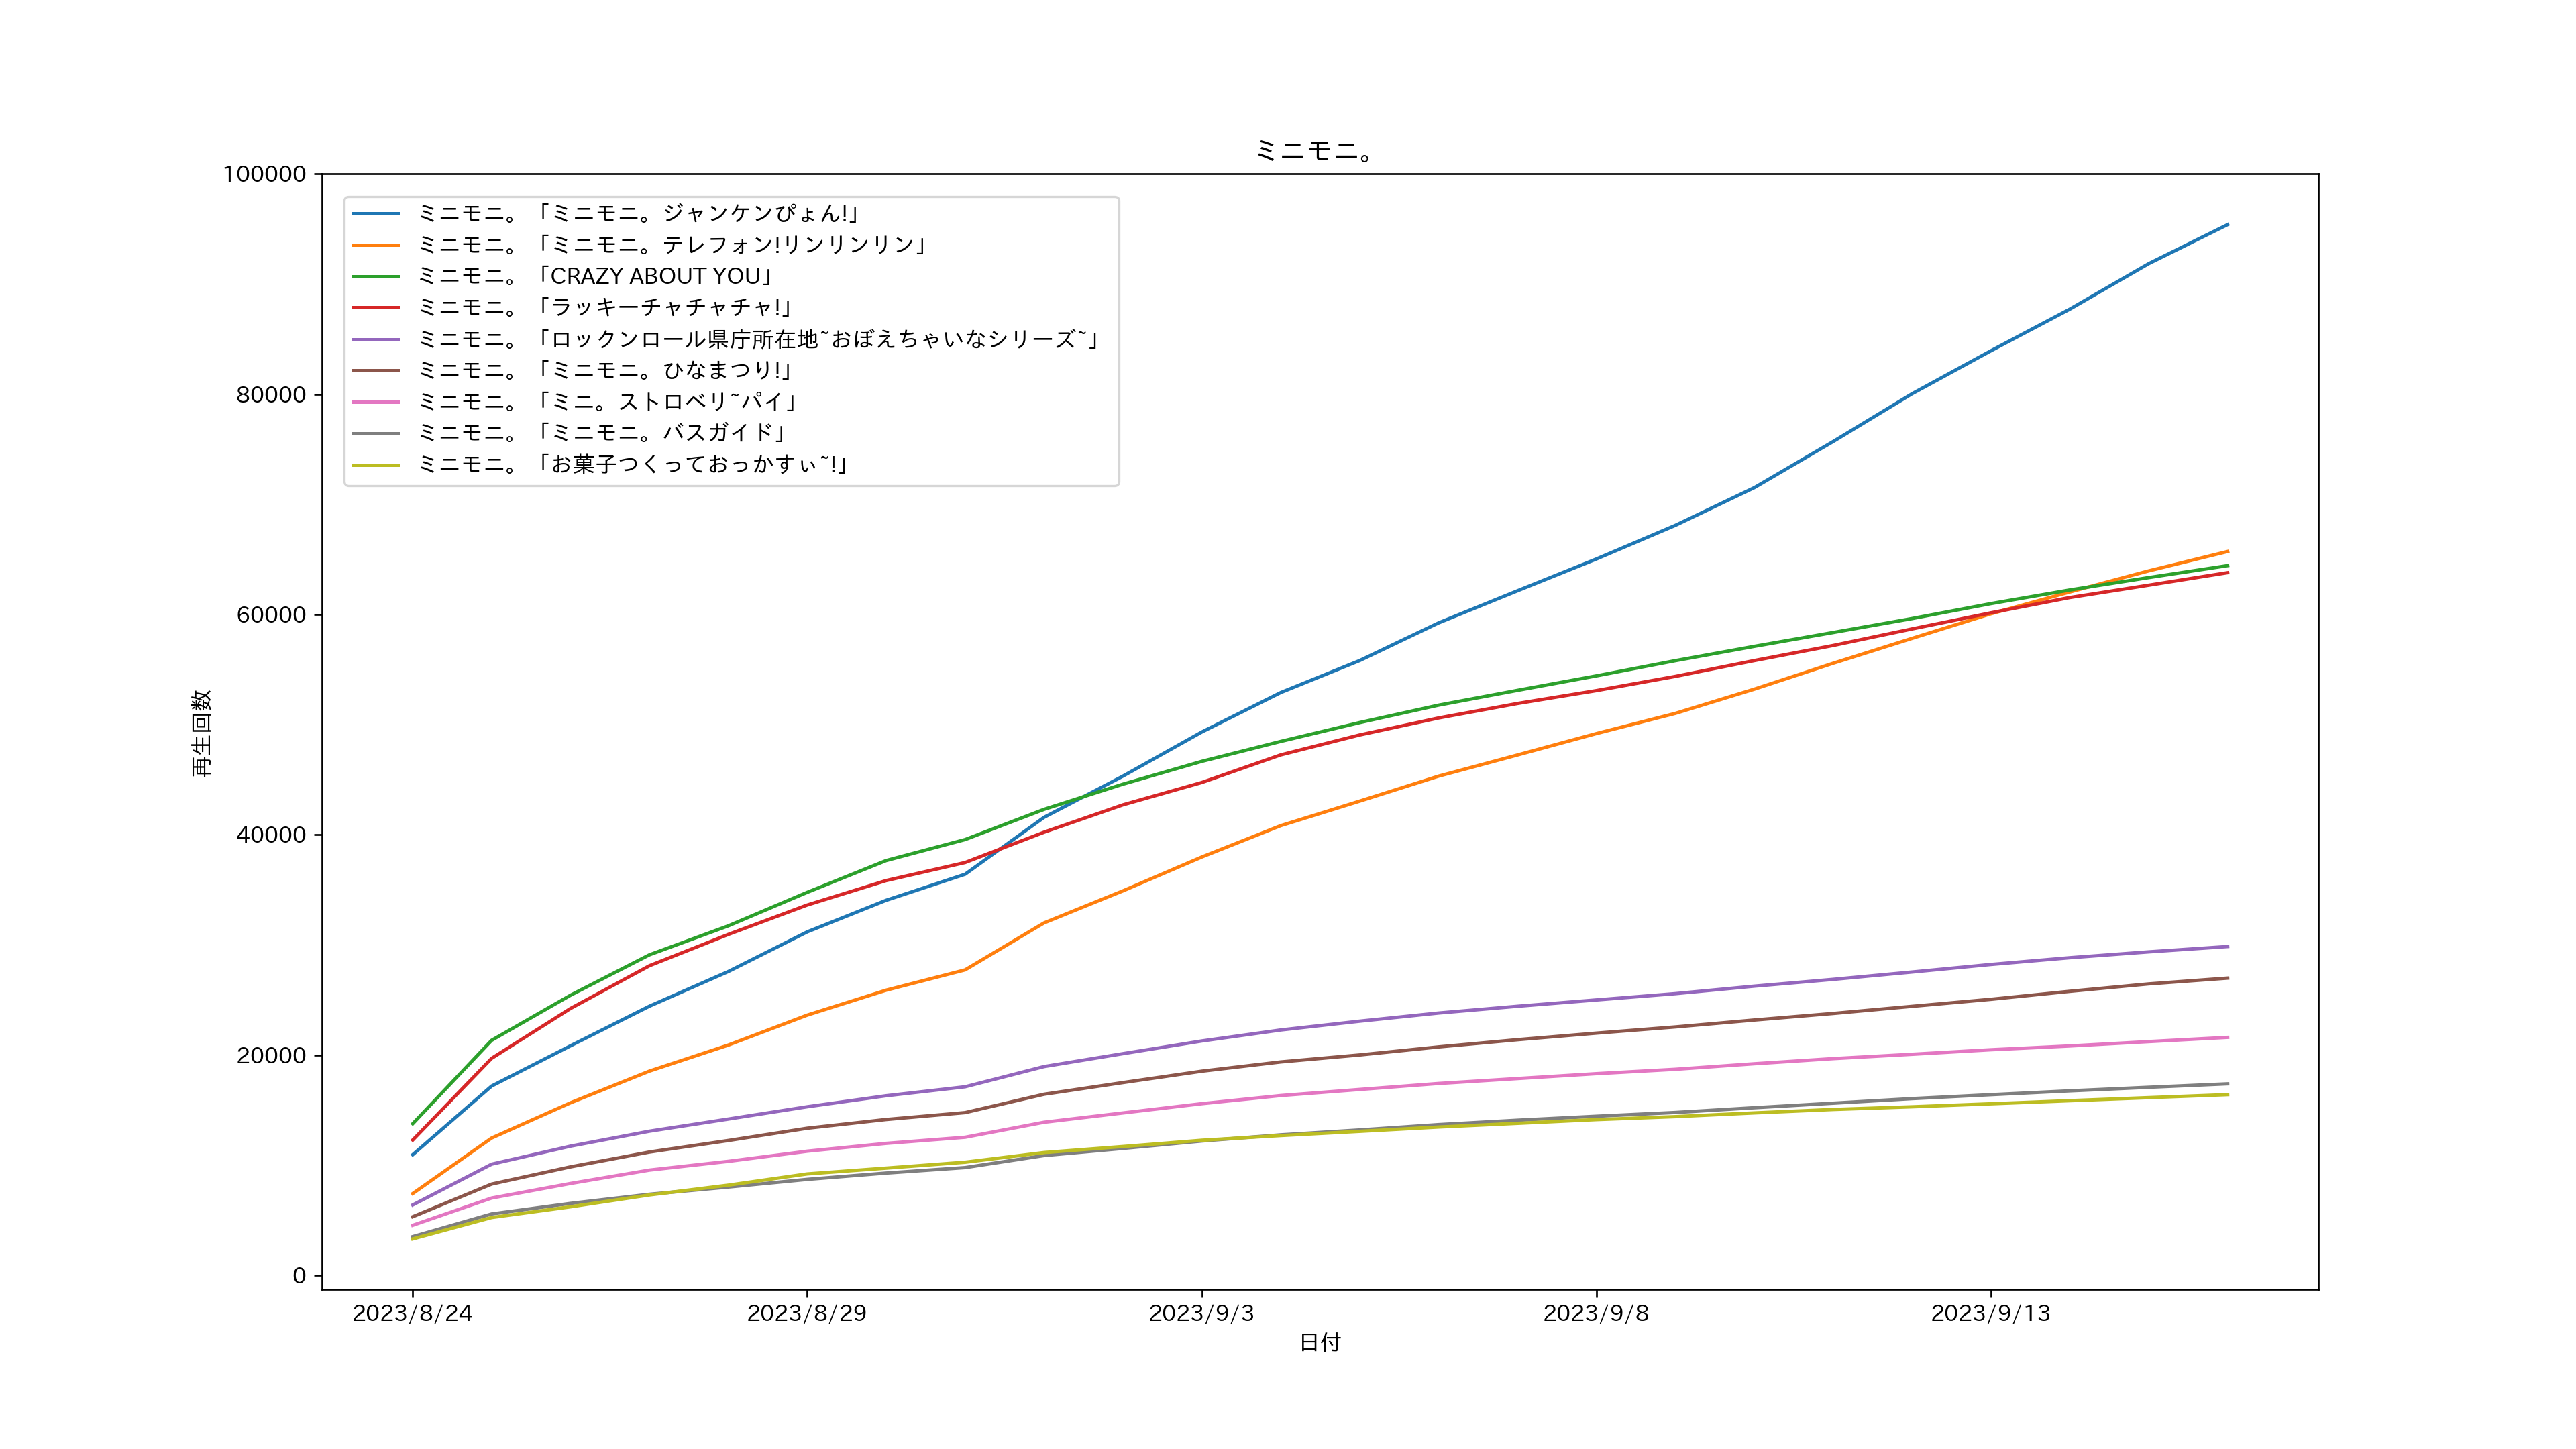 ミニモニ。
100000
80000
60000
40000
20000
0
再生回数
ミニモニ。「ミニモニ。ジャンケンぴょん!」
ミニモニ。「ミニモニ。テレフォン!リンリンリン」
ミニモニ。「CRAZY ABOUT YOU」
ミニモニ。「ラッキーチャチャチャ!」
ミニモニ。「ロックンロール県庁所在地~おぼえちゃいなシリーズ~」
ミニモニ。「ミニモニ。ひなまつり!」
ミニモニ。「ミニ。ストロベリ~パイ」
ミニモニ。「ミニモニ。バスガイド」
ミニモニ。「お菓子つくっておっかすぃ~!」
2023/8/24 2023/8/29 2023/9/3 2023/9/8 2023/9/13
日付